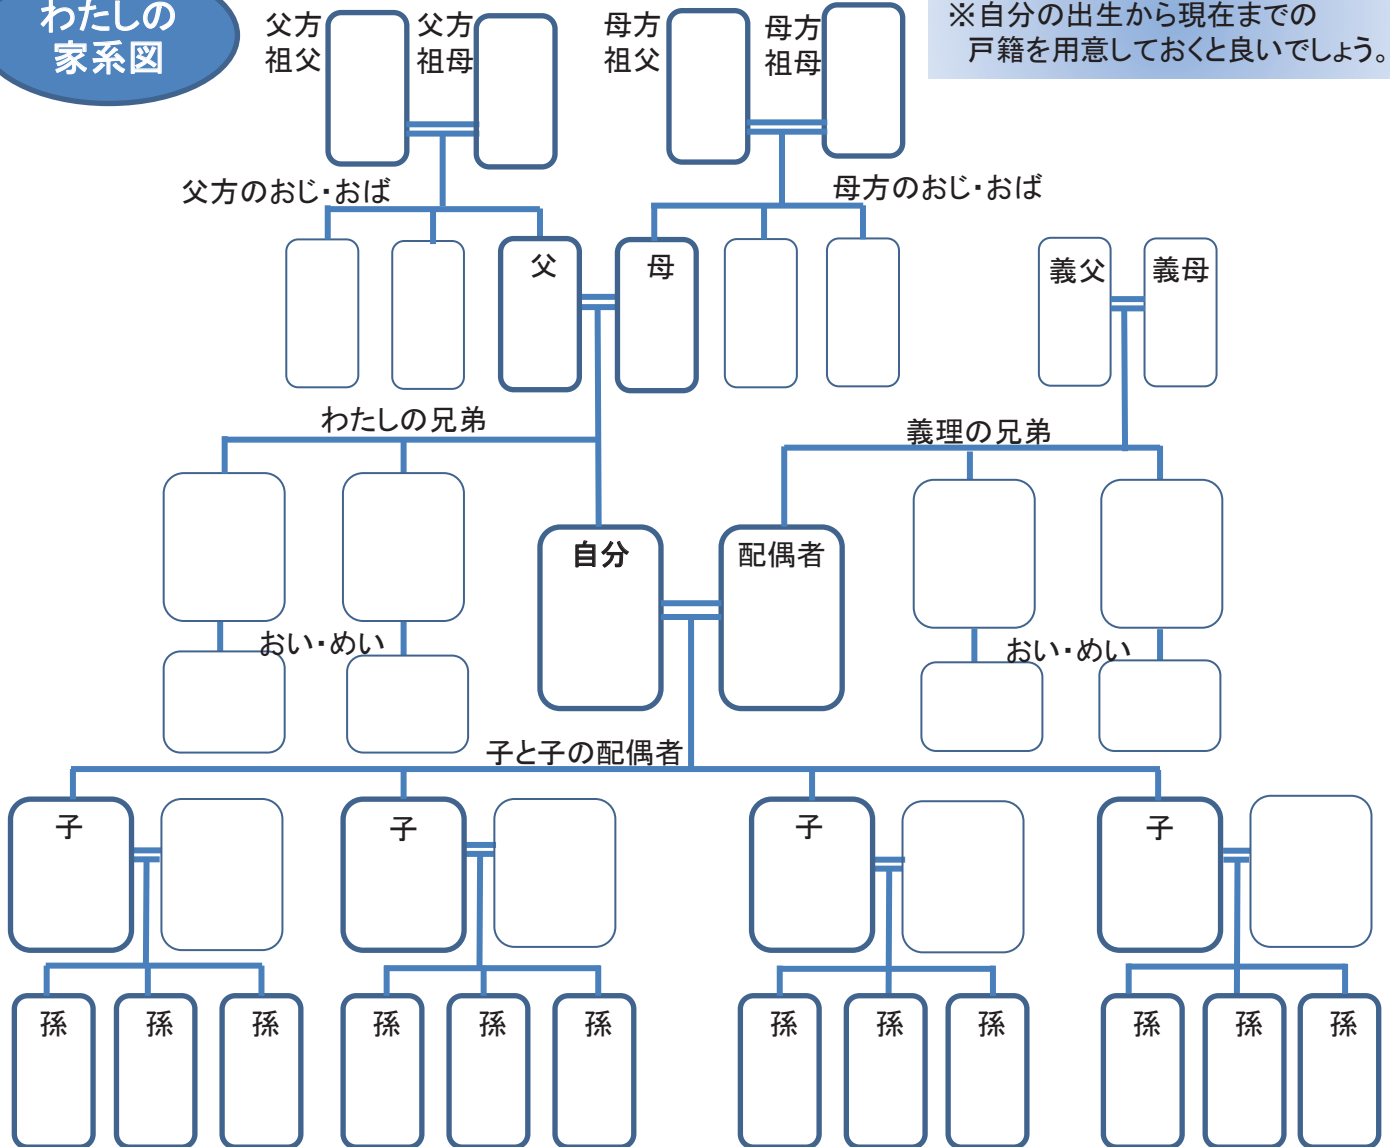 わたしの
家系図
父方
祖父
父方
祖母
母方
祖父
母方
祖母
※自分の出生から現在までの
戸籍を用意しておくと良いでしょう。
父方のおじ・おば
母方のおじ・おば
父
母
義父
義母
わたしの兄弟
義理の兄弟
自分
配偶者
おい・めい
おい・めい
子と子の配偶者
子
子
子
子
孫
孫
孫
孫
孫
孫
孫
孫
孫
孫
孫
孫